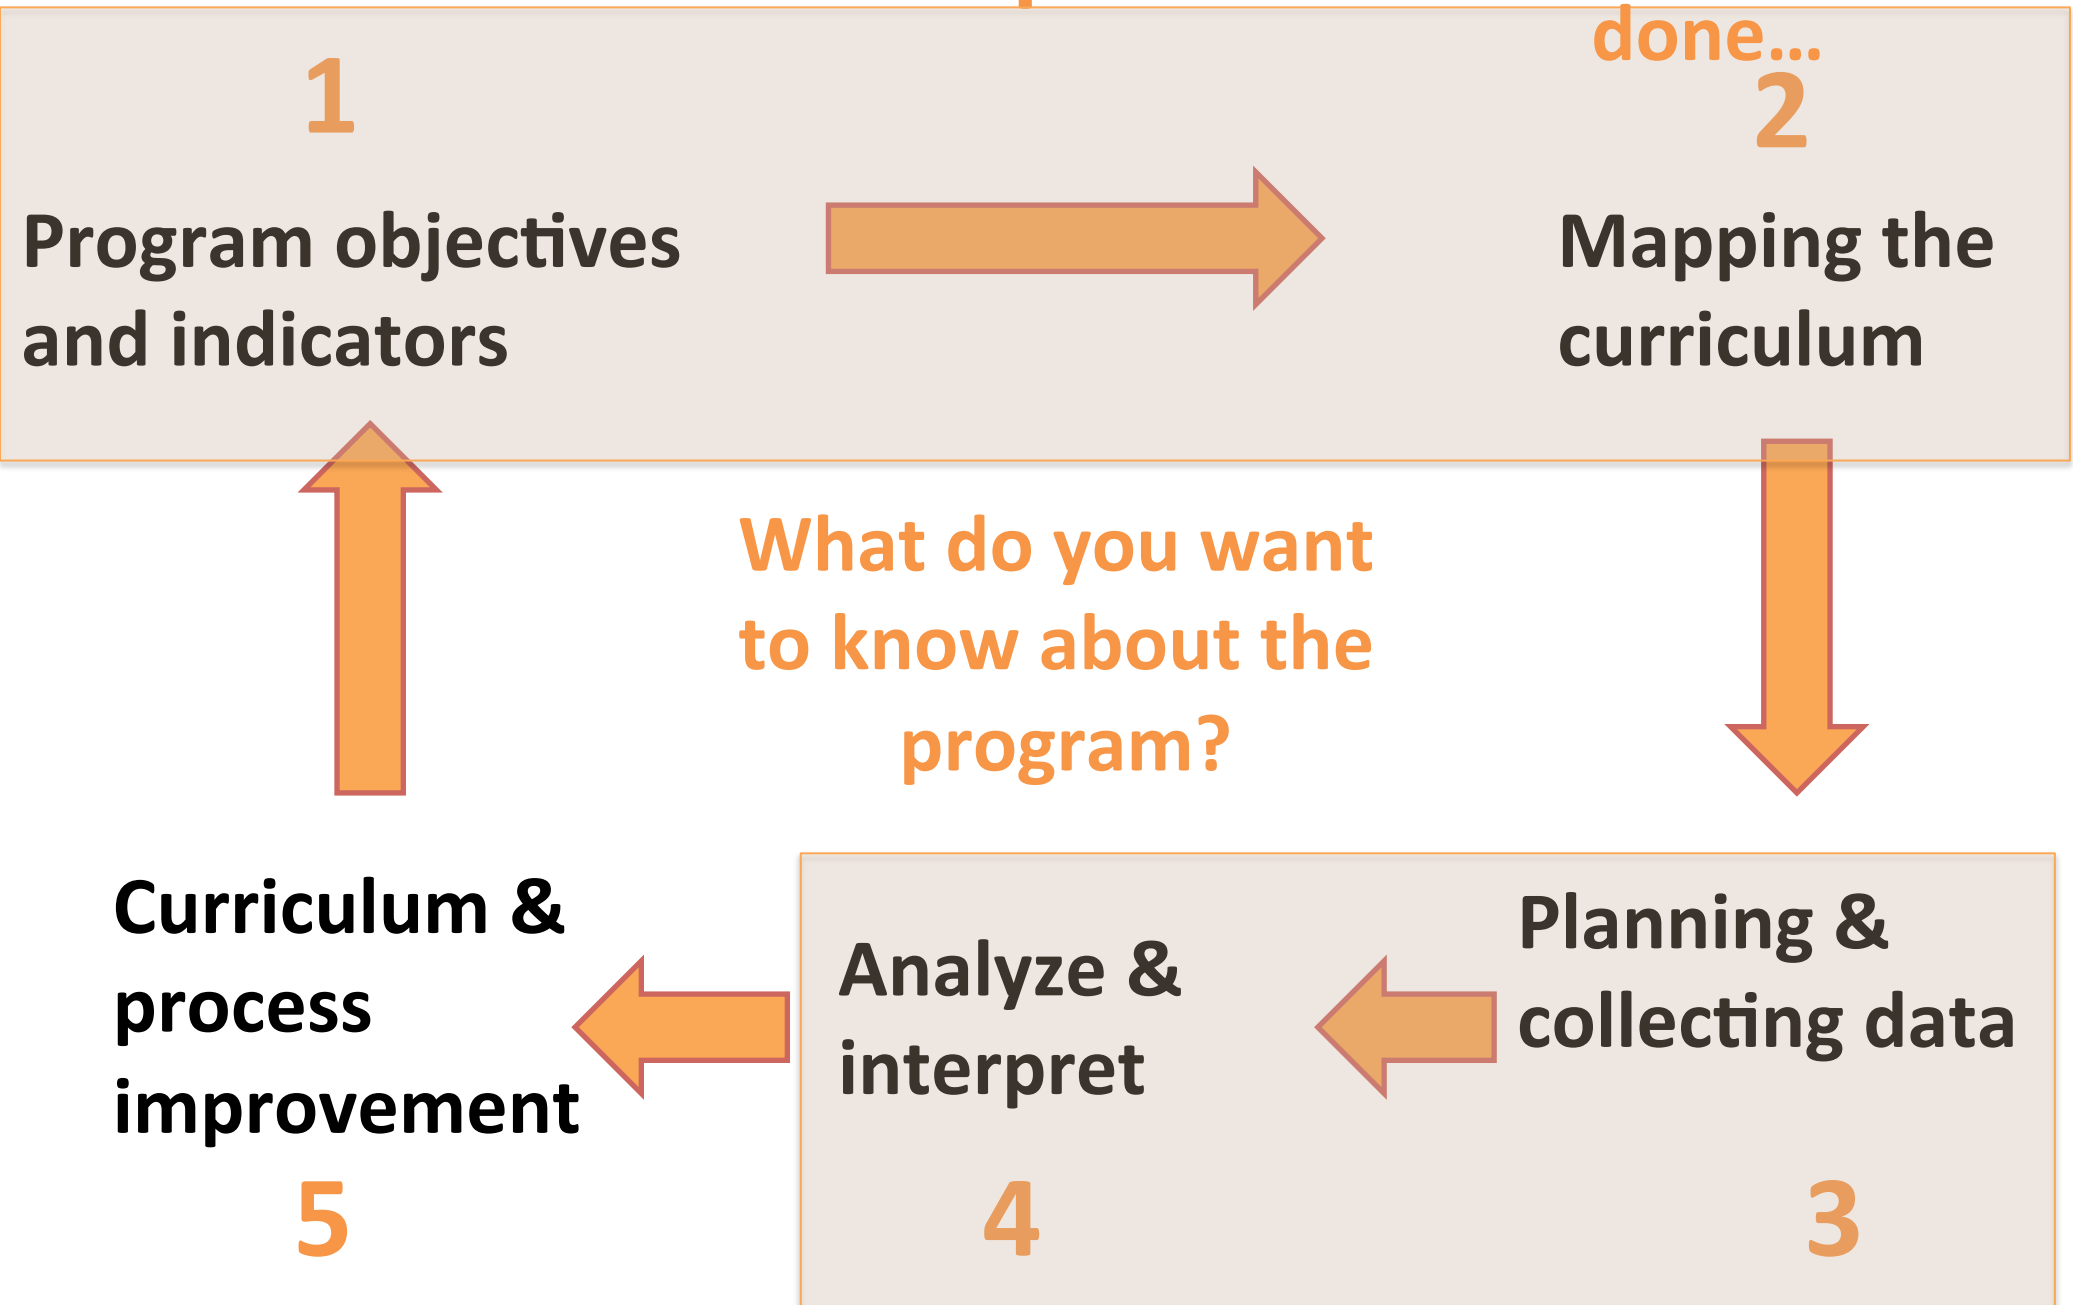 done...
1
2
Program objectives
and indicators
Mapping the
curriculum
What do you want
to know about the
program?
Curriculum &
process
improvement
5
Analyze &
interpret
4
Planning &
collecting data
3